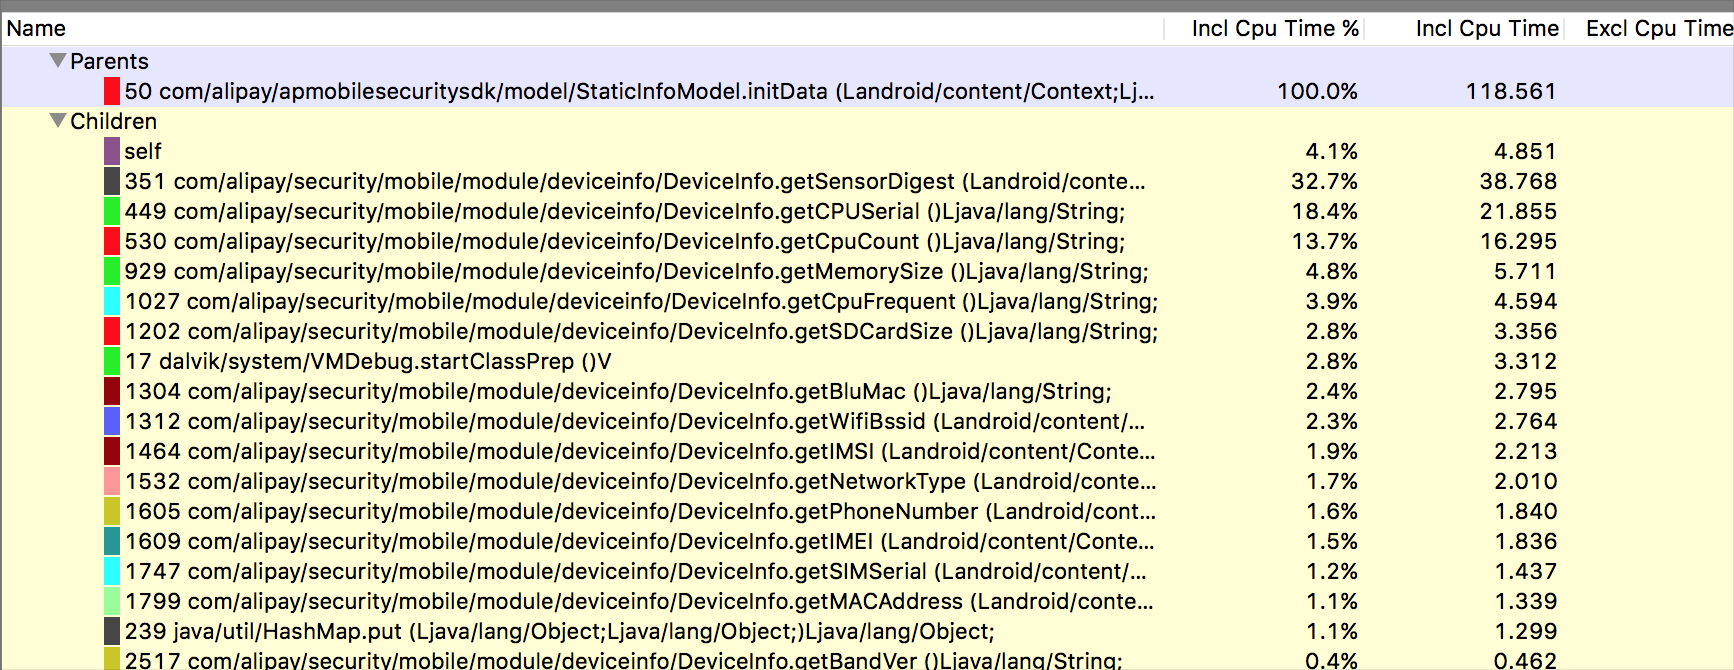 Name Incl Cpu Time % Incl Cpu Time Excl Cpu Time
Parents
50 com/alipay/apmobilesecuritysdk/model/StaticInfoModel.initData (Landroid/content/Context;Lj... 100.0% 118.561
Children
self 4.1% 4.851
351 com/alipay/security/mobile/module/deviceinfo/DeviceInfo.getSensorDigest (Landroid/conte... 32.7% 38.768
449 com/alipay/security/mobile/module/deviceinfo/DeviceInfo.getCPUSerial ()Ljava/lang/String; 18.4% 21.855
530 com/alipay/security/mobile/module/deviceinfo/DeviceInfo.getCpuCount ()Ljava/lang/String; 13.7% 16.295
929 com/alipay/security/mobile/module/deviceinfo/DeviceInfo.getMemorySize ()Ljava/lang/String; 4.8% 5.711
1027 com/alipay/security/mobile/module/deviceinfo/DeviceInfo.getCpuFrequent ()Ljava/lang/String; 3.9% 4.594
1202 com/alipay/security/mobile/module/deviceinfo/DeviceInfo.getSDCardSize ()Ljava/lang/String; 2.8% 3.356
17 dalvik/system/VMDebug.startClassPrep ()V 2.8% 3.312
1304 com/alipay/security/mobile/module/deviceinfo/DeviceInfo.getBluMac ()Ljava/lang/String; 2.4% 2.795
1312 com/alipay/security/mobile/module/deviceinfo/DeviceInfo.getWifiBssid (Landroid/content/... 2.3% 2.764
1464 com/alipay/security/mobile/module/deviceinfo/DeviceInfo.getIMSI (Landroid/content/Conte... 1.9% 2.213
1532 com/alipay/security/mobile/module/deviceinfo/DeviceInfo.getNetworkType (Landroid/conte... 1.7% 2.010
1605 com/alipay/security/mobile/module/deviceinfo/DeviceInfo.getPhoneNumber (Landroid/cont... 1.6% 1.840
1609 com/alipay/security/mobile/module/deviceinfo/DeviceInfo.getIMEI (Landroid/content/Conte... 1.5% 1.836
1747 com/alipay/security/mobile/module/deviceinfo/DeviceInfo.getSIMSerial (Landroid/content/... 1.2% 1.437
1799 com/alipay/security/mobile/module/deviceinfo/DeviceInfo.getMACAddress (Landroid/conte... 1.1% 1.339
239 java/util/HashMap.put (Ljava/lang/Object;Ljava/lang/Object;)Ljava/lang/Object; 1.1% 1.299
2517 com/alipay/security/mobile/module/deviceinfo/DeviceInfo.getBandVer ()Ljava/lang/String; 0.4% 0.462